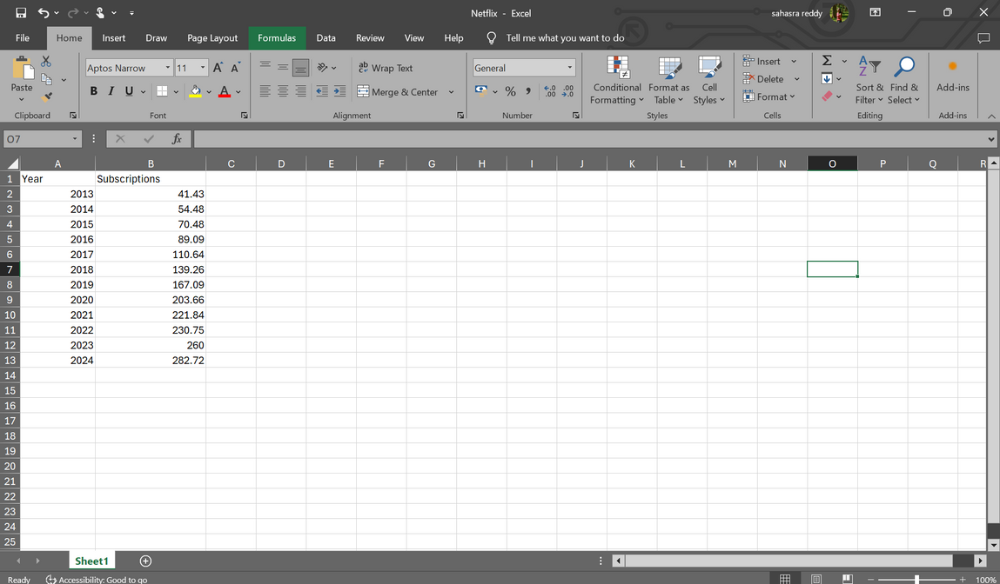 Netflix - Excel
sahasra reddy
File Home Insert Draw Page Layout Formulas Data Review View Help Tell me what you want to do
Paste
Clipboard
Aptos Narrow 11 A A
B I U A
Font
ab Wrap Text
Merge & Center
Alignment
General
% , .00 .00
Number
Conditional Formatting
Format as Table
Cell Styles
Styles
Insert
Delete
Format
Cells
Σ
Sort & Filter
Find & Select
Editing
Add-ins
Add-ins
O7 fx
A B C D E F G H I J K L M N O P Q R
1 Year Subscriptions
2 2013 41.43
3 2014 54.48
4 2015 70.48
5 2016 89.09
6 2017 110.64
7 2018 139.26
8 2019 167.09
9 2020 203.66
10 2021 221.84
11 2022 230.75
12 2023 260
13 2024 282.72
14
15
16
17
18
19
20
21
22
23
24
25
Sheet1
Ready Accessibility: Good to go 100%